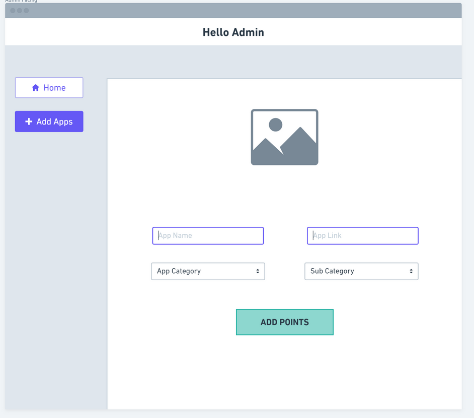 Hello Admin
Home
+ Add Apps
App Name
App Link
App Category
Sub Category
ADD POINTS